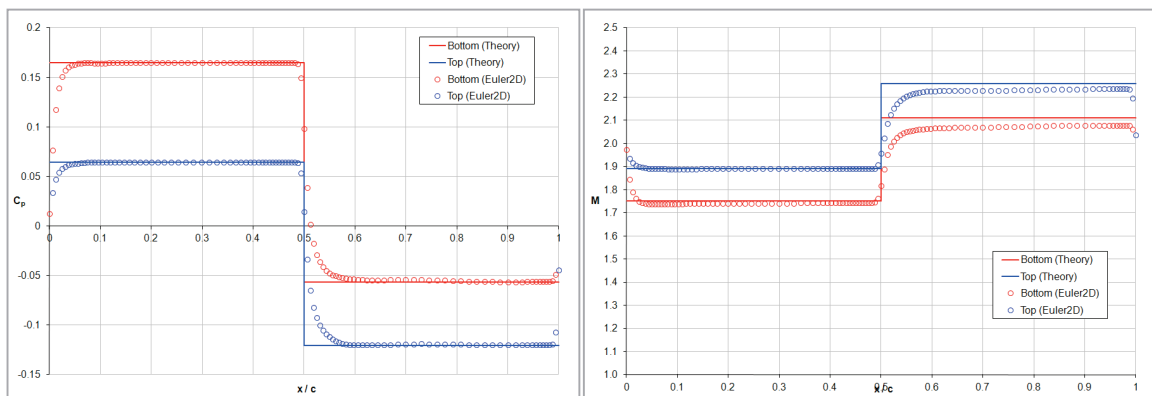 0.2
0.15
0.1
0.05
0
-0.05
-0.1
-0.15
Cp
0 0.1 0.2 0.3 0.4 0.5 0.6 0.7 0.8 0.9 1
x / c
Bottom (Theory)
Top (Theory)
Bottom (Euler2D)
Top (Euler2D)
2.5
2.4
2.3
2.2
2.1
2.0
1.9
1.8
1.7
1.6
1.5
1.4
1.3
1.2
1.1
1.0
M
0 0.1 0.2 0.3 0.4 0.5 0.6 0.7 0.8 0.9 1
x / c
Bottom (Theory)
Top (Theory)
Bottom (Euler2D)
Top (Euler2D)